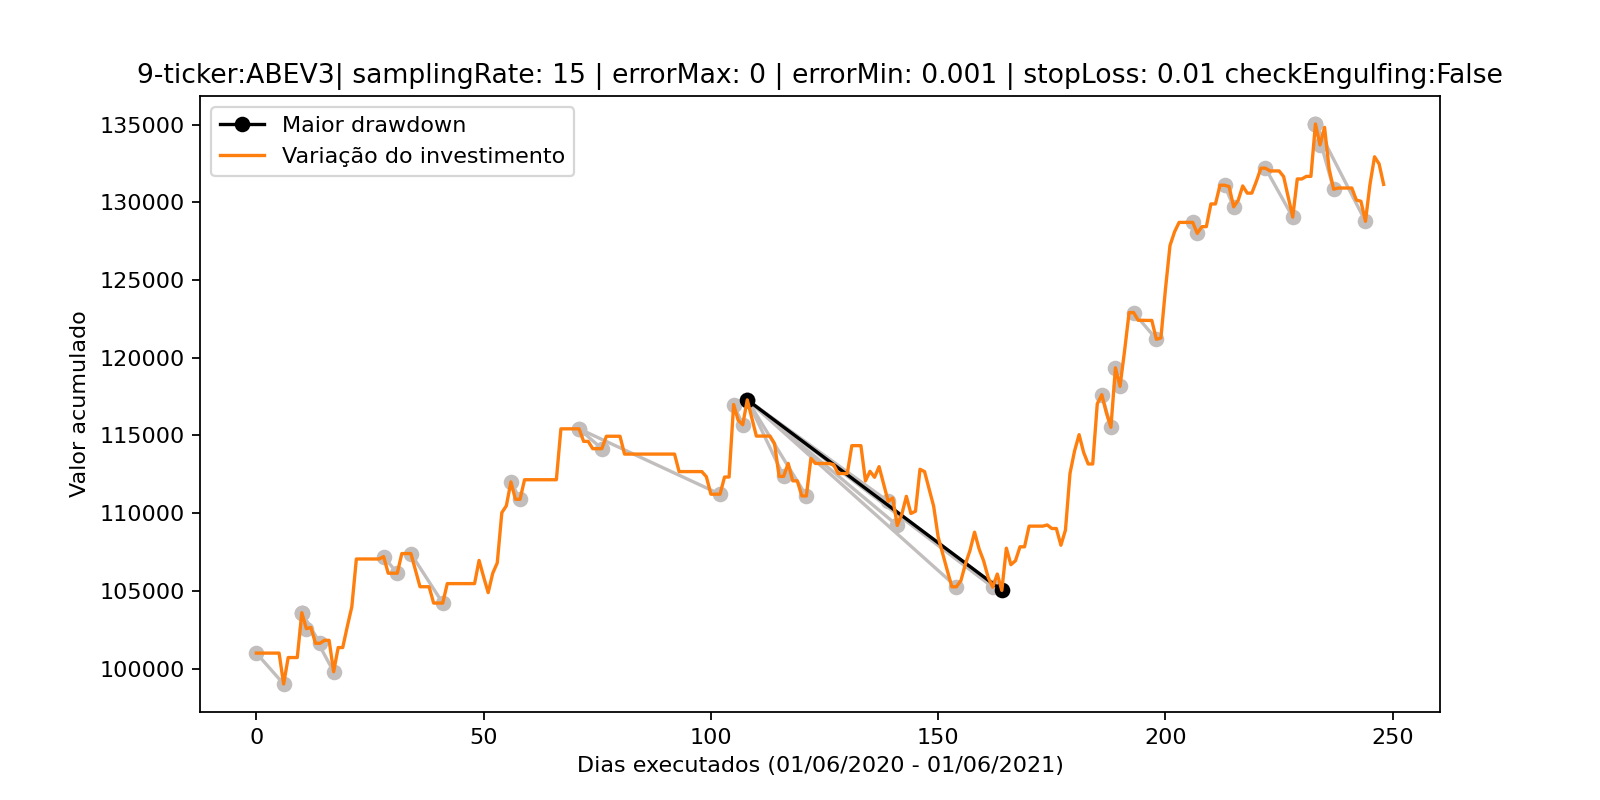 9-ticker:ABEV3| samplingRate: 15 | errorMax: 0 | errorMin: 0.001 | stopLoss: 0.01 checkEngulfing:False
Maior drawdown
Variação do investimento
135000
130000
125000
120000
115000
110000
105000
100000
Valor acumulado
0 50 100 150 200 250
Dias executados (01/06/2020 - 01/06/2021)